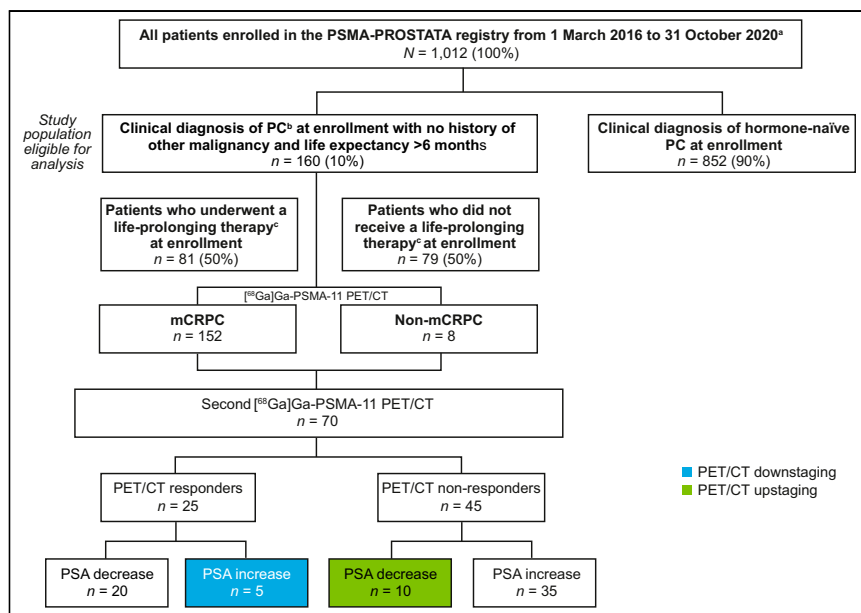 All patients enrolled in the PSMA-PROSTATA registry from 1 March 2016 to 31 October 2020ᵃ
N = 1,012 (100%)
Study
population
eligible for
analysis
Clinical diagnosis of PCᵇ at enrollment with no history of
other malignancy and life expectancy >6 months
n = 160 (10%)
Clinical diagnosis of hormone-naïve
PC at enrollment
n = 852 (90%)
Patients who underwent a
life-prolonging therapyᶜ
at enrollment
n = 81 (50%)
Patients who did not
receive a life-prolonging
therapyᶜ at enrollment
n = 79 (50%)
[⁶⁸Ga]Ga-PSMA-11 PET/CT
mCRPC
n = 152
Non-mCRPC
n = 8
Second [⁶⁸Ga]Ga-PSMA-11 PET/CT
n = 70
PET/CT responders
n = 25
PET/CT non-responders
n = 45
PET/CT downstaging
PET/CT upstaging
PSA decrease
n = 20
PSA increase
n = 5
PSA decrease
n = 10
PSA increase
n = 35